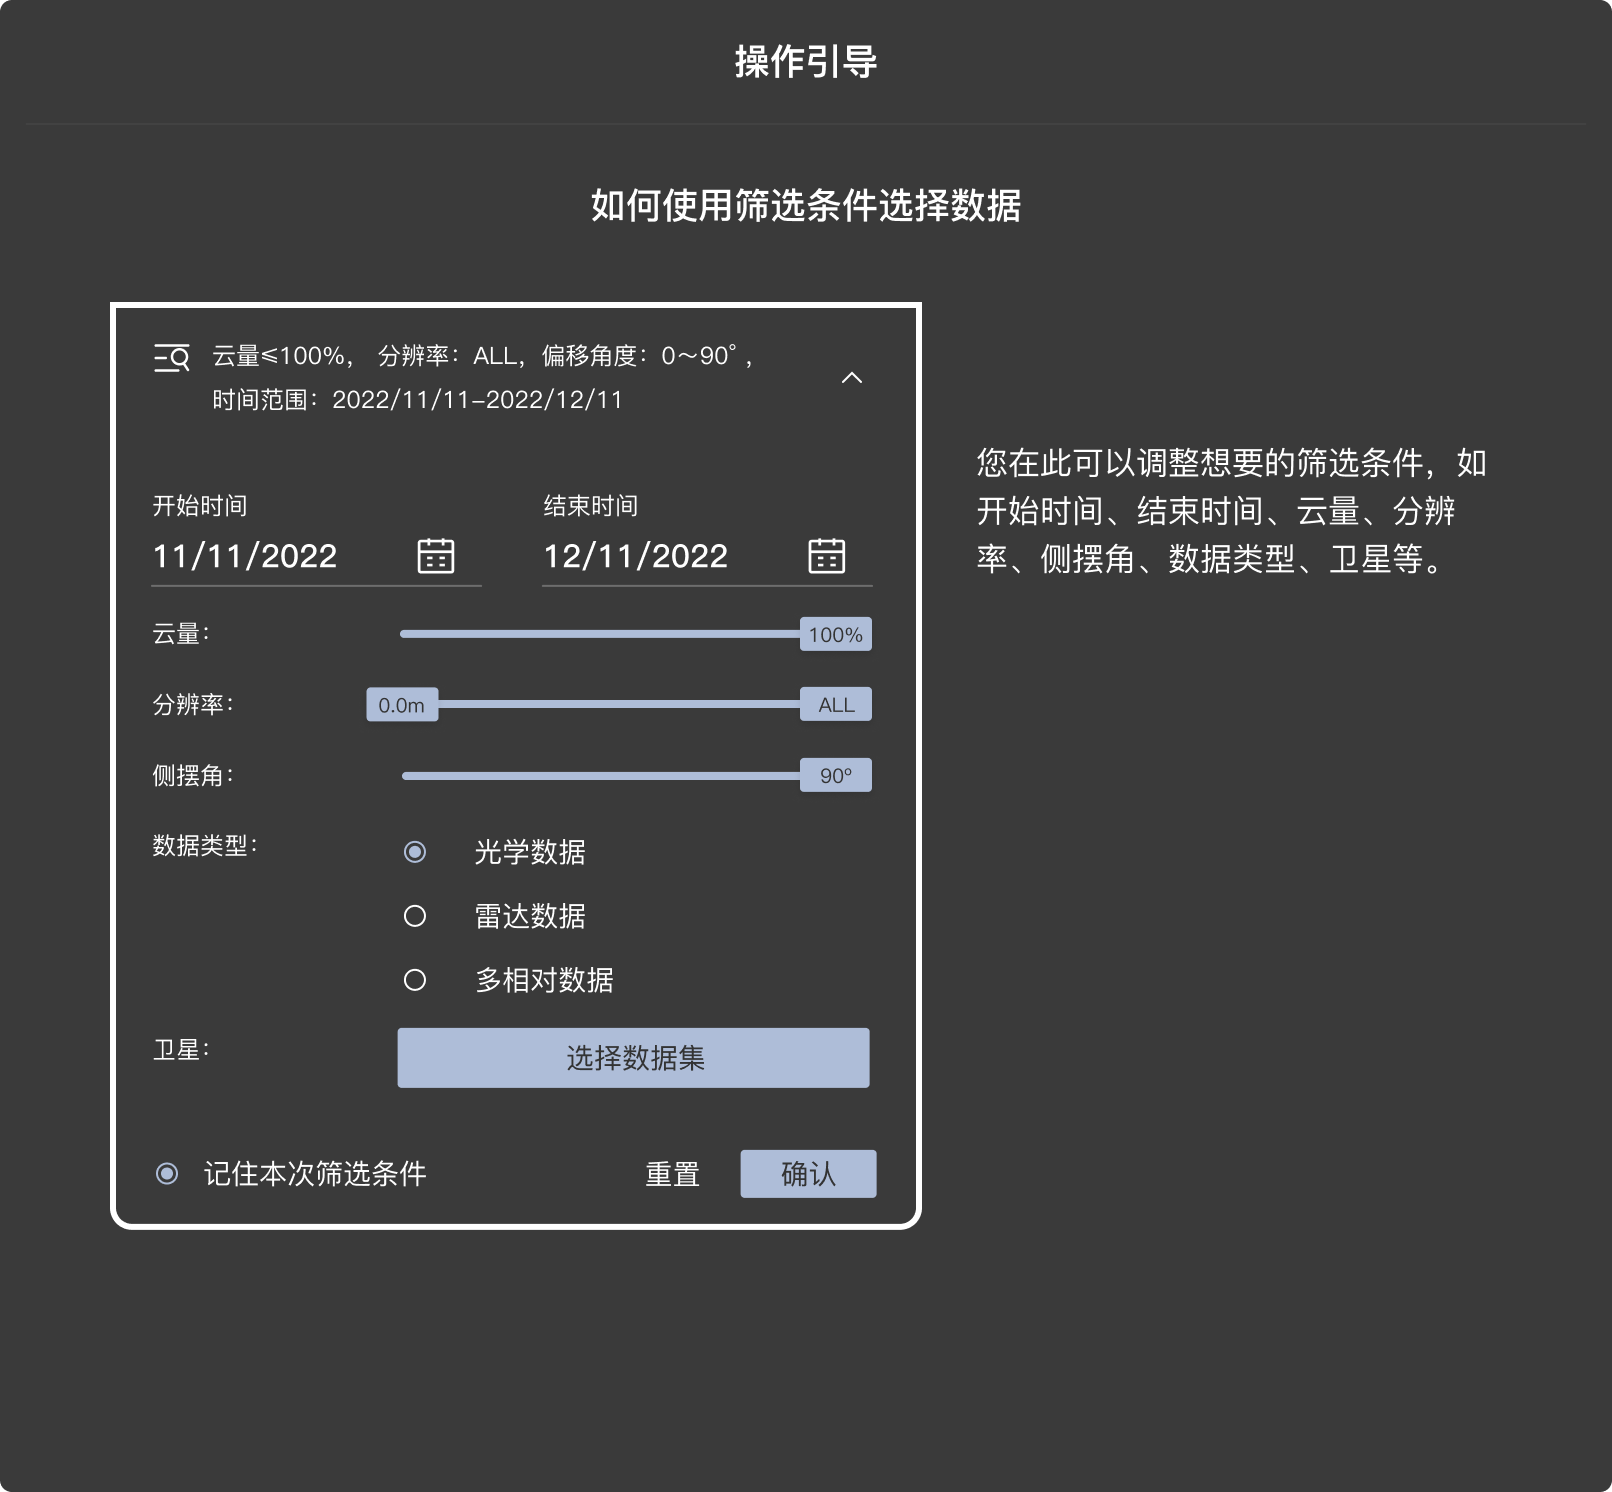 操作引导
如何使用筛选条件选择数据
云量≤100%， 分辨率：ALL，偏移角度：0～90°，
时间范围：2022/11/11-2022/12/11
您在此可以调整想要的筛选条件，如
开始时间、结束时间、云量、分辨
率、侧摆角、数据类型、卫星等。
开始时间 结束时间
11/11/2022 12/11/2022
云量： 100%
分辨率： 0.0m ALL
侧摆角： 90°
数据类型： 光学数据
雷达数据
多相对数据
卫星： 选择数据集
记住本次筛选条件 重置 确认